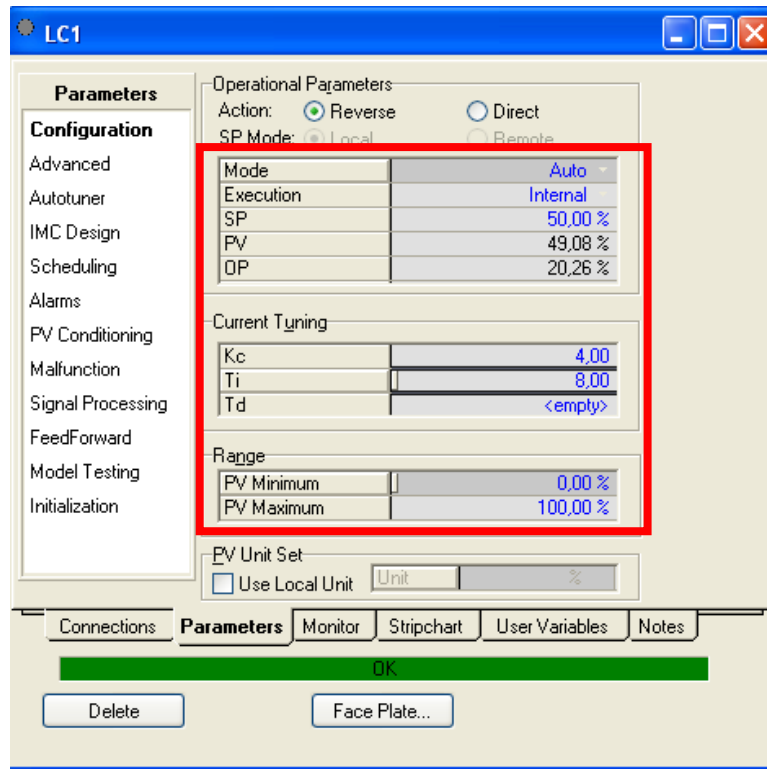 LC1
Parameters
Configuration
Advanced
Autotuner
IMC Design
Scheduling
Alarms
PV Conditioning
Malfunction
Signal Processing
FeedForward
Model Testing
Initialization
Operational Parameters
Action: Reverse Direct
SP Mode: Local Remote
Mode Auto
Execution Internal
SP 50,00 %
PV 49,08 %
OP 20,26 %
Current Tuning
Kc 4,00
Ti 8,00
Td <empty>
Range
PV Minimum 0,00 %
PV Maximum 100,00 %
PV Unit Set
Use Local Unit Unit %
Connections Parameters Monitor Stripchart User Variables Notes
OK
Delete Face Plate...